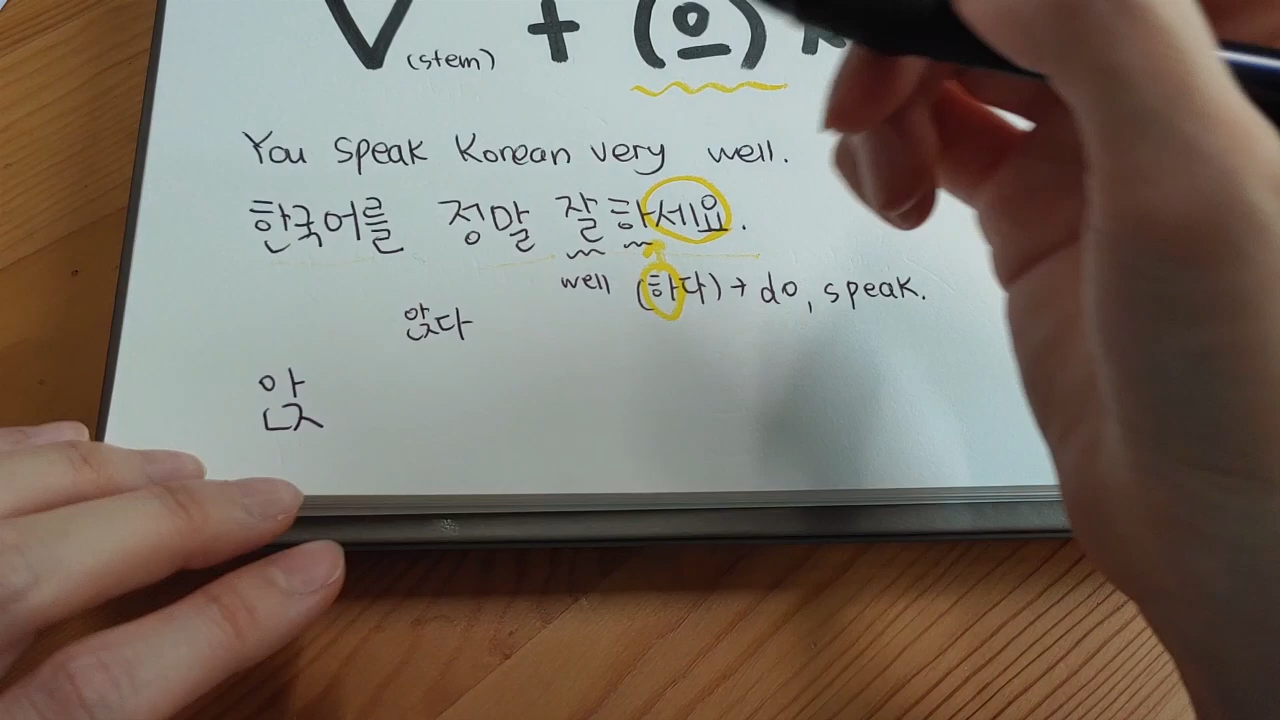 V (stem) + (으)
You speak Korean very well.
한국어를 정말 잘하세요.
well (하다) → do, speak.
앉다
앉